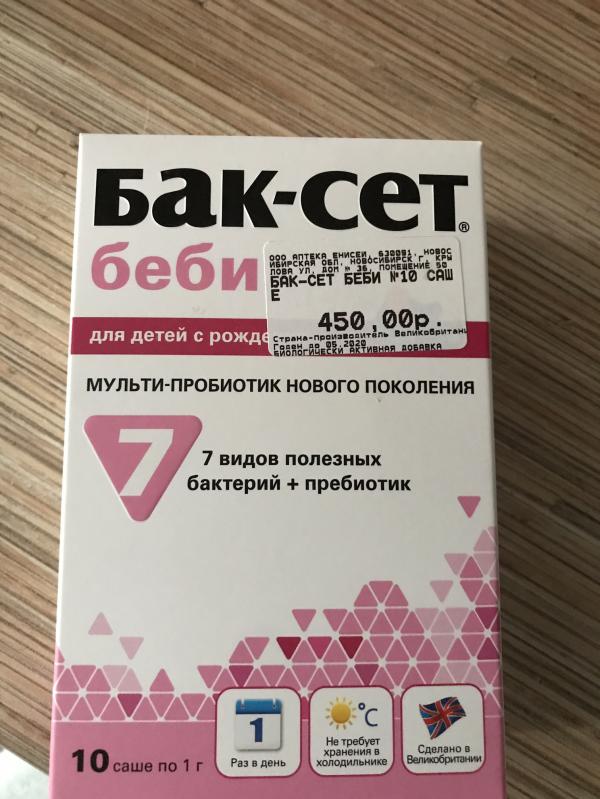 Бак-сет®
беби
ООО АПТЕКА ЕНИСЕЙ, 630091, НОВОС
ИБИРСКАЯ ОБЛ, НОВОСИБИРСК Г, КРЫ
ЛОВА УЛ, ДОМ № 36, ПОМЕЩЕНИЕ 50
БАК-СЕТ БЕБИ №10 САШ
Е
450,00р.
Страна-производитель Великобритани
Годен до 05.2020
БИОЛОГИЧЕСКИ АКТИВНАЯ ДОБАВКА
для детей с рожде
МУЛЬТИ-ПРОБИОТИК НОВОГО ПОКОЛЕНИЯ
7
7 видов полезных
бактерий + пребиотик
1
Раз в день
°C
Не требует
хранения в
холодильнике
Сделано в
Великобритании
10 саше по 1 г